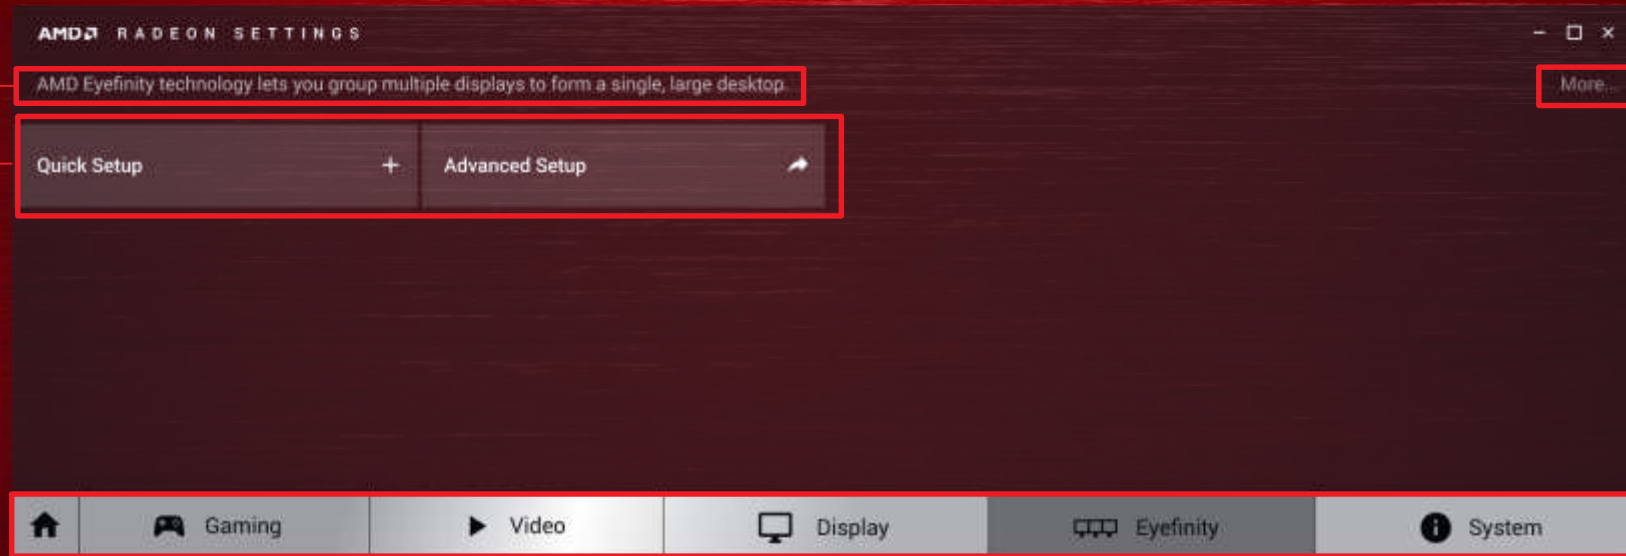 AMD RADEON SETTINGS
AMD Eyefinity technology lets you group multiple displays to form a single, large desktop.
More...
Quick Setup
Advanced Setup
Gaming
Video
Display
Eyefinity
System